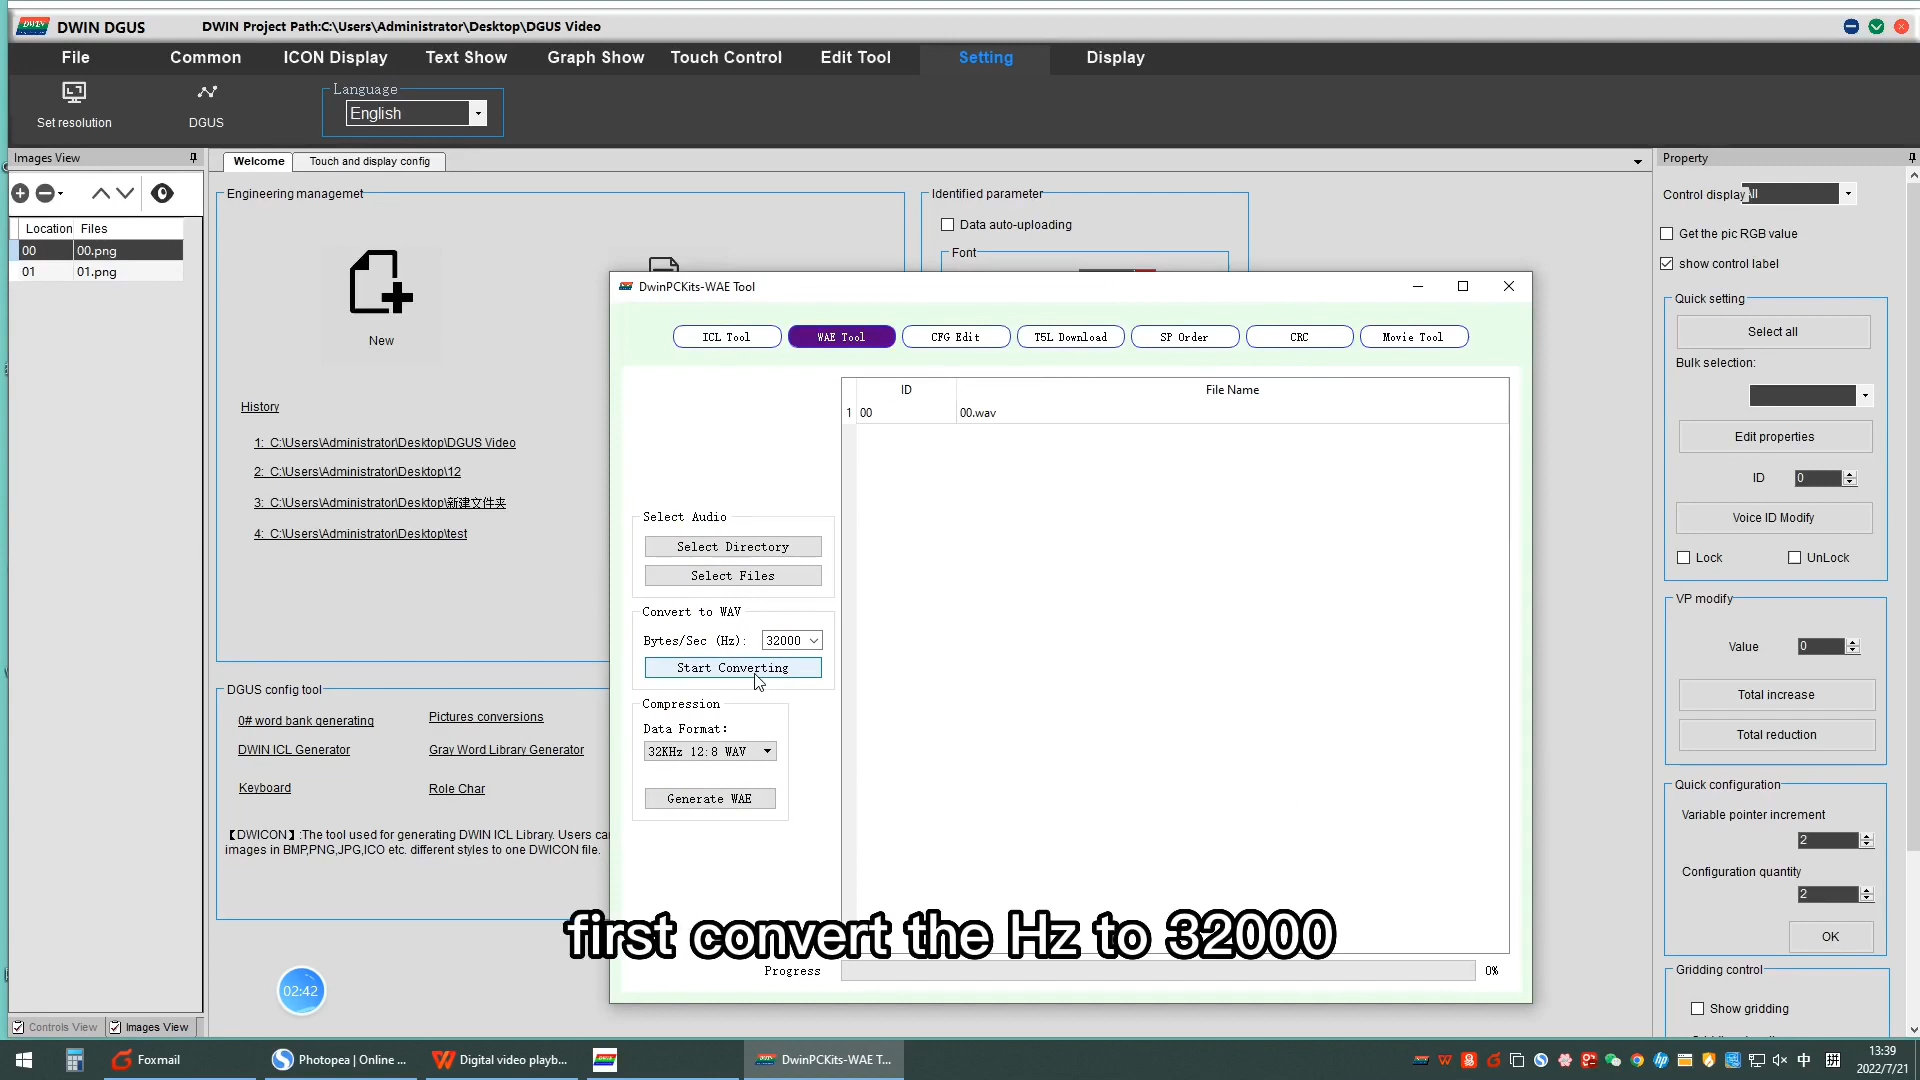 DWIN DGUS DWIN Project Path:C:\Users\Administrator\Desktop\DGUS Video
File Common ICON Display Text Show Graph Show Touch Control Edit Tool Setting Display
Language
English
Set resolution DGUS
Images View
Location Files
00 00.png
01 01.png
Welcome Touch and display config
Engineering managemet
New
History
1: C:\Users\Administrator\Desktop\DGUS Video
2: C:\Users\Administrator\Desktop\12
3: C:\Users\Administrator\Desktop\新建文件夹
4: C:\Users\Administrator\Desktop\test
Identified parameter
Data auto-uploading
Font
DGUS config tool
0# word bank generating Pictures conversions
DWIN ICL Generator Gray Word Library Generator
Keyboard Role Char
【DWICON】:The tool used for generating DWIN ICL Library. Users ca
images in BMP,PNG,JPG,ICO etc. different styles to one DWICON file.
02:42
DwinPCKits-WAE Tool
ICL Tool WAE Tool CFG Edit T5L Download SP Order CRC Movie Tool
ID File Name
1 00 00.wav
Select Audio
Select Directory
Select Files
Convert to WAV
Bytes/Sec (Hz): 32000
Start Converting
Compression
Data Format:
32KHz 12:8 WAV
Generate WAE
first convert the Hz to 32000
Progress 0%
Property
Control display
Get the pic RGB value
show control label
Quick setting
Select all
Bulk selection:
Edit properties
ID 0
Voice ID Modify
Lock UnLock
VP modify
Value 0
Total increase
Total reduction
Quick configuration
Variable pointer increment
2
Configuration quantity
2
OK
Gridding control
Show gridding
Controls View Images View
Foxmail Photopea | Online ... Digital video playb... DwinPCKits-WAE T...
中
13:39
2022/7/21